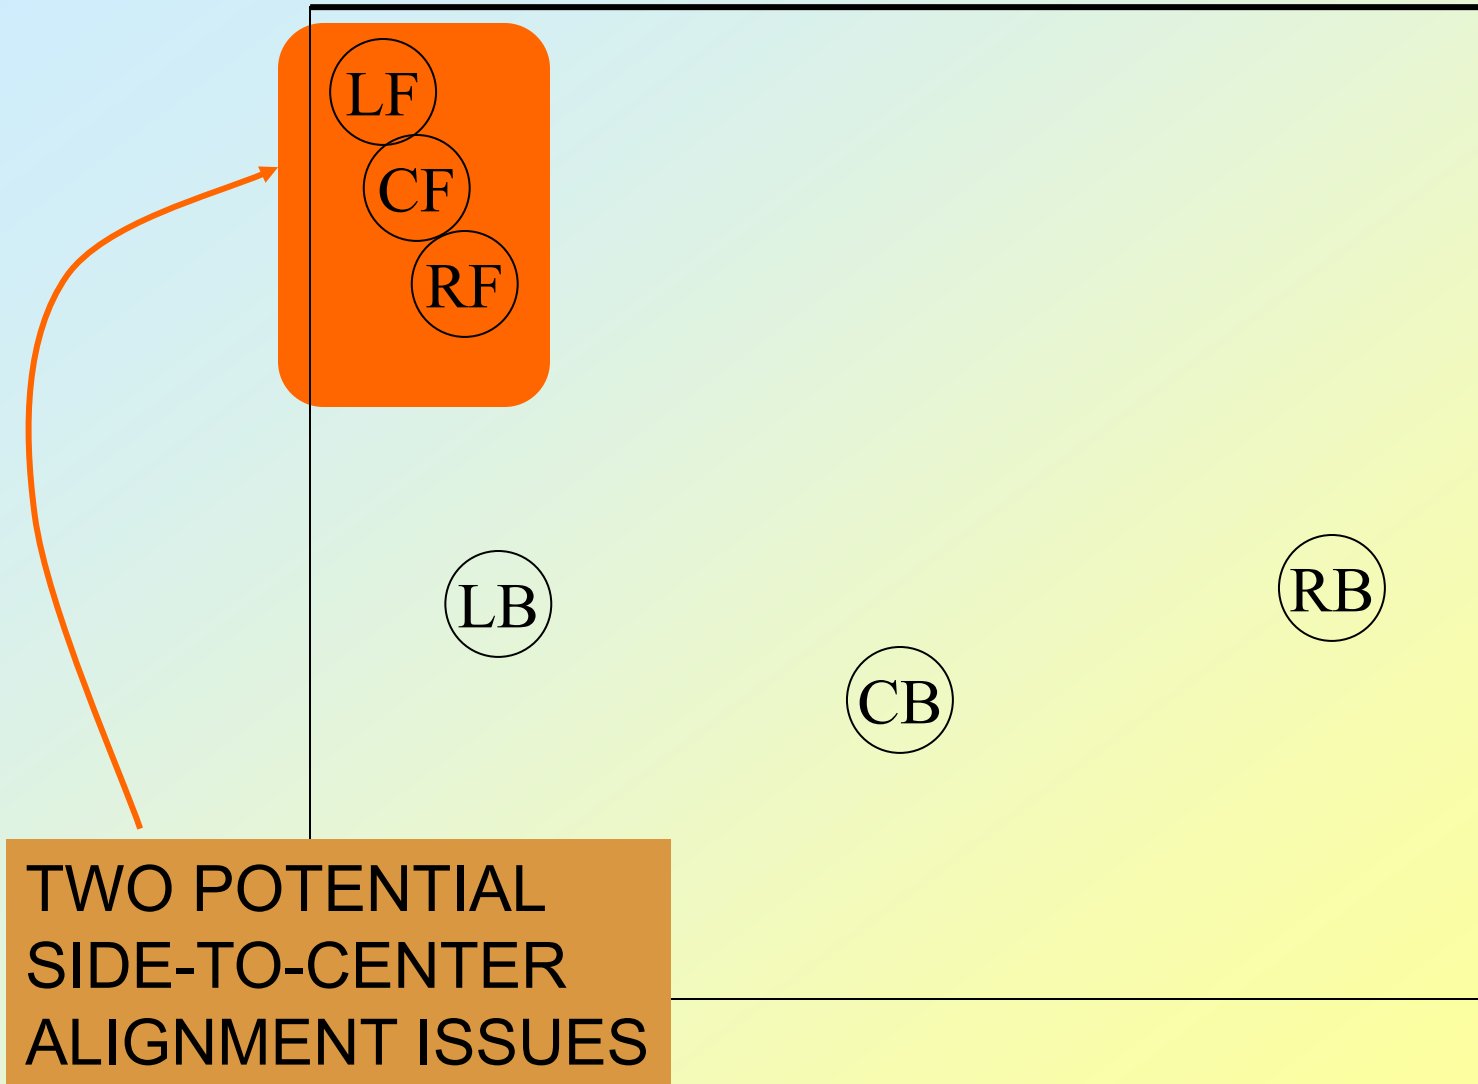 LF
CF
RF
LB
RB
CB
TWO POTENTIAL
SIDE-TO-CENTER
ALIGNMENT ISSUES